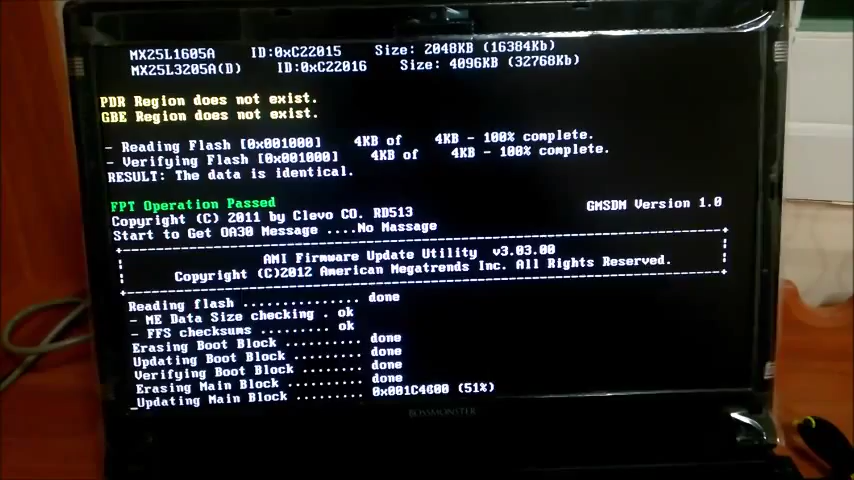 MX25L1605A ID:0xC22015 Size: 2048KB (16384Kb)
MX25L3205A(D) ID:0xC22016 Size: 4096KB (32768Kb)
PDR Region does not exist.
GBE Region does not exist.
- Reading Flash [0x001000] 4KB of 4KB - 100% complete.
- Verifying Flash [0x001000] 4KB of 4KB - 100% complete.
RESULT: The data is identical.
FPT Operation Passed
Copyright (C) 2011 by Clevo CO. RD513 GMSDM Version 1.0
Start to Get OA30 Message ....No Massage
AMI Firmware Update Utility v3.03.00
Copyright (C)2012 American Megatrends Inc. All Rights Reserved.
Reading flash ............... done
- ME Data Size checking . ok
- FFS checksums ......... ok
Erasing Boot Block .......... done
Updating Boot Block ......... done
Verifying Boot Block ........ done
Erasing Main Block .......... done
Updating Main Block ......... 0x001C4600 (51%)
BOSSMONSTER